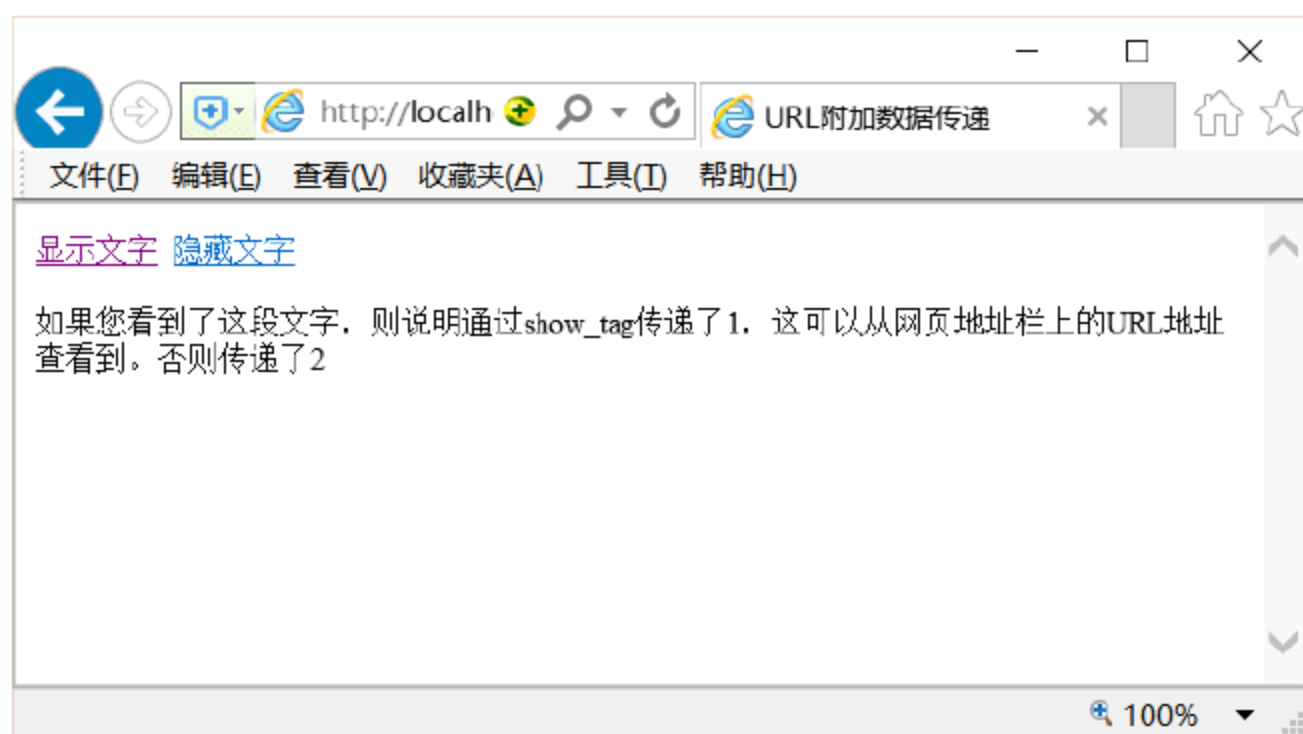 http://localh
URL附加数据传递
文件(F) 编辑(E) 查看(V) 收藏夹(A) 工具(T) 帮助(H)
显示文字 隐藏文字
如果您看到了这段文字，则说明通过show_tag传递了1，这可以从网页地址栏上的URL地址
查看到。否则传递了2
100%